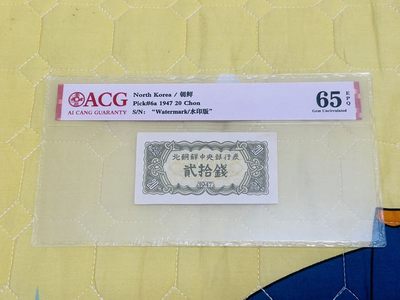 ACG
AI CANG GUARANTY
North Korea / 朝鲜
Pick#6a 1947 20 Chon
S/N: "Watermark/水印版"
65 EPQ
Gem Uncirculated
北朝鮮中央銀行券
貳拾錢
1947